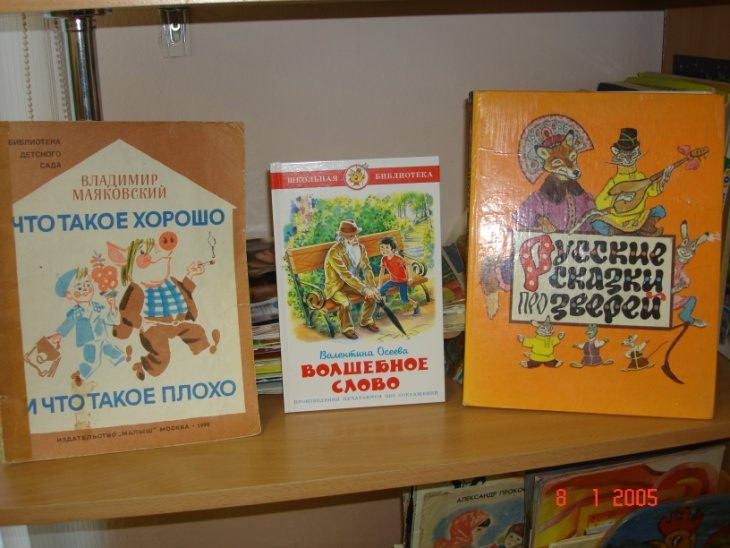 БИБЛИОТЕКА
ДЕТСКОГО
САДА
ВЛАДИМИР
МАЯКОВСКИЙ
ЧТО ТАКОЕ ХОРОШО
И ЧТО ТАКОЕ ПЛОХО
ИЗДАТЕЛЬСТВО „МАЛЫШ" МОСКВА ·
ШКОЛЬНАЯ БИБЛИОТЕКА
Валентина Осеева
ВОЛШЕБНОЕ
СЛОВО
ПРОИЗВЕДЕНИЯ ПЕЧАТАЮТСЯ БЕЗ СОКРАЩЕНИЙ
Русские
сказки
про зверей
АЛЕКСАНДР
8 1 2005